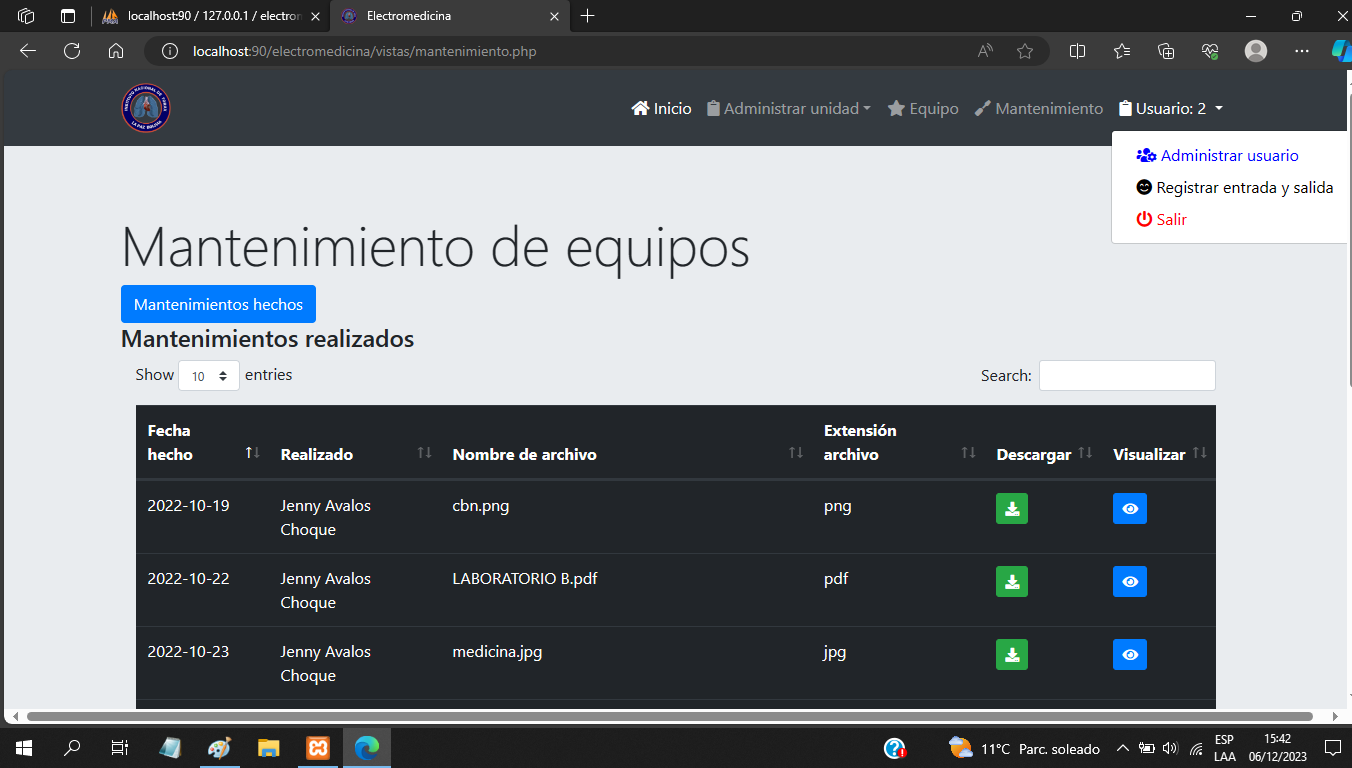 localhost:90 / 127.0.0.1 / electron
Electromedicina
localhost:90/electromedicina/vistas/mantenimiento.php
Inicio
Administrar unidad
Equipo
Mantenimiento
Usuario: 2
Administrar usuario
Registrar entrada y salida
Salir
Mantenimiento de equipos
Mantenimientos hechos
Mantenimientos realizados
Show 10 entries
Search:
Fecha hecho
Realizado
Nombre de archivo
Extensión archivo
Descargar
Visualizar
2022-10-19
Jenny Avalos Choque
cbn.png
png
2022-10-22
Jenny Avalos Choque
LABORATORIO B.pdf
pdf
2022-10-23
Jenny Avalos Choque
medicina.jpg
jpg
11°C Parc. soleado
ESP
LAA
15:42
06/12/2023